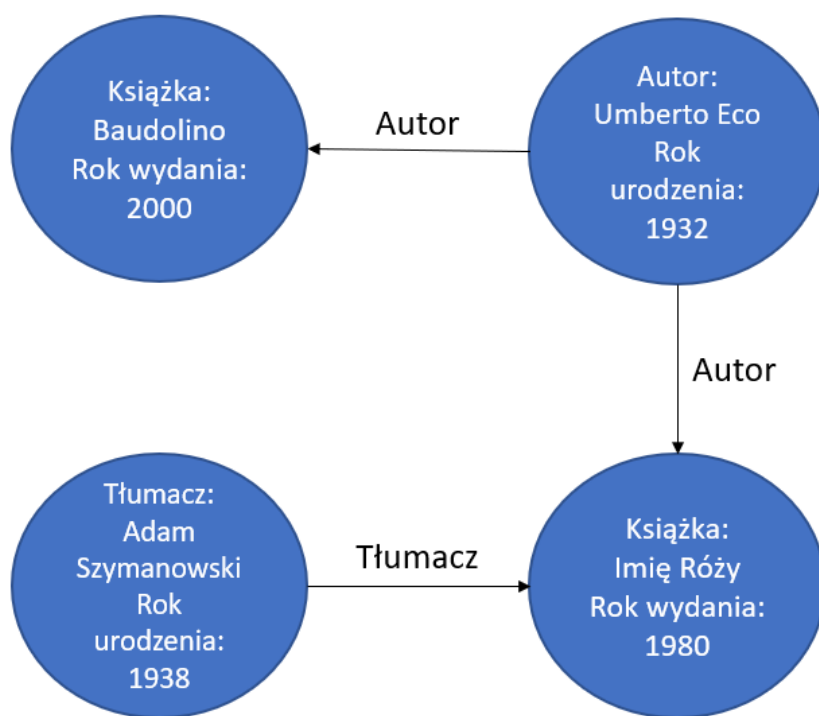 Książka:
Baudolino
Rok wydania:
2000
Autor
Autor:
Umberto Eco
Rok
urodzenia:
1932
Autor
Tłumacz:
Adam
Szymanowski
Rok
urodzenia:
1938
Tłumacz
Książka:
Imię Róży
Rok wydania:
1980